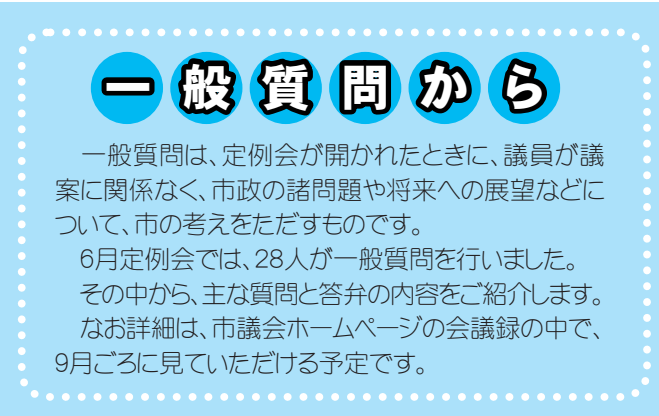 一般質問から
一般質問は、定例会が開かれたときに、議員が議
案に関係なく、市政の諸問題や将来への展望などに
ついて、市の考えをただすものです。
6月定例会では、28人が一般質問を行いました。
その中から、主な質問と答弁の内容をご紹介します。
なお詳細は、市議会ホームページの会議録の中で、
9月ごろに見ていただける予定です。